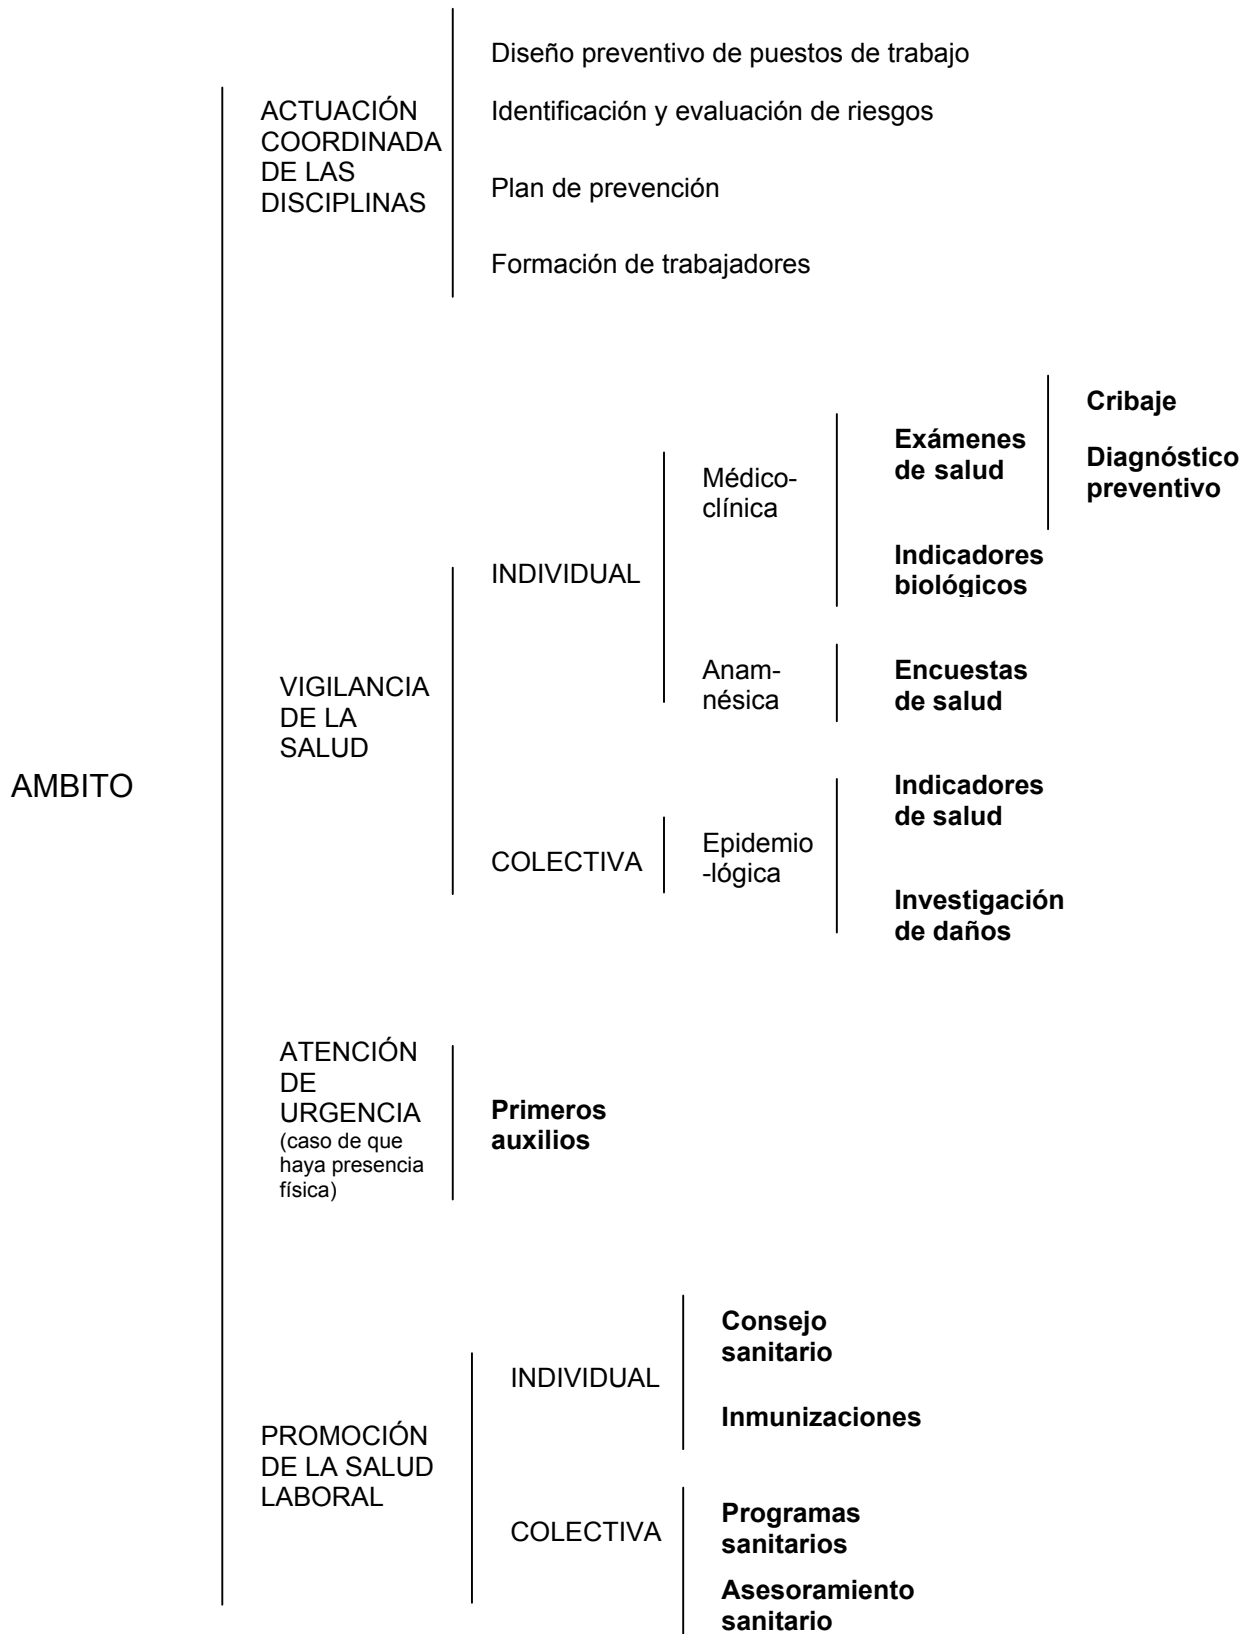 Diseño preventivo de puestos de trabajo
ACTUACIÓN
COORDINADA
DE LAS
DISCIPLINAS
Identificación y evaluación de riesgos
Plan de prevención
Formación de trabajadores
Cribaje
Exámenes
de salud
Diagnóstico
preventivo
Médico-
clínica
INDIVIDUAL
Indicadores
biológicos
Anam-
nésica
Encuestas
de salud
VIGILANCIA
DE LA
SALUD
AMBITO
Indicadores
de salud
COLECTIVA
Epidemio
-lógica
Investigación
de daños
ATENCIÓN
DE
URGENCIA
(caso de que
haya presencia
física)
Primeros
auxilios
Consejo
sanitario
INDIVIDUAL
Inmunizaciones
PROMOCIÓN
DE LA SALUD
LABORAL
COLECTIVA
Programas
sanitarios
Asesoramiento
sanitario